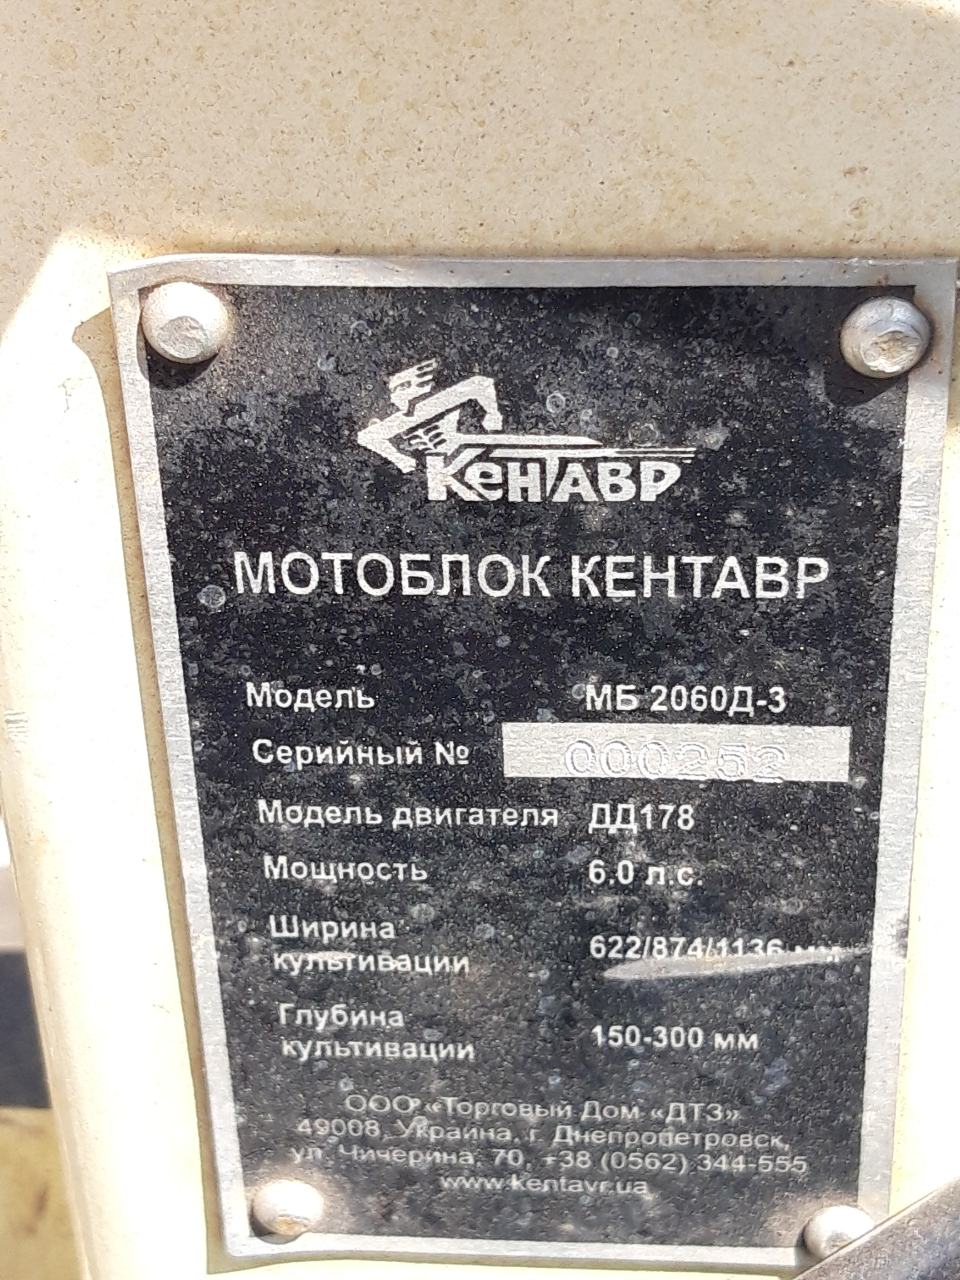 Кентавр
МОТОБЛОК КЕНТАВР
Модель МБ 2060Д-3
Серийный № 000252
Модель двигателя ДД178
Мощность 6.0 л.с.
Ширина
культивации 622/874/1136 мм
Глубина
культивации 150-300 мм
ООО «Торговый Дом «ДТЗ»
49008, Украина, г. Днепропетровск,
ул. Чичерина, 70, +38 (0562) 344-555
www.kentavr.ua